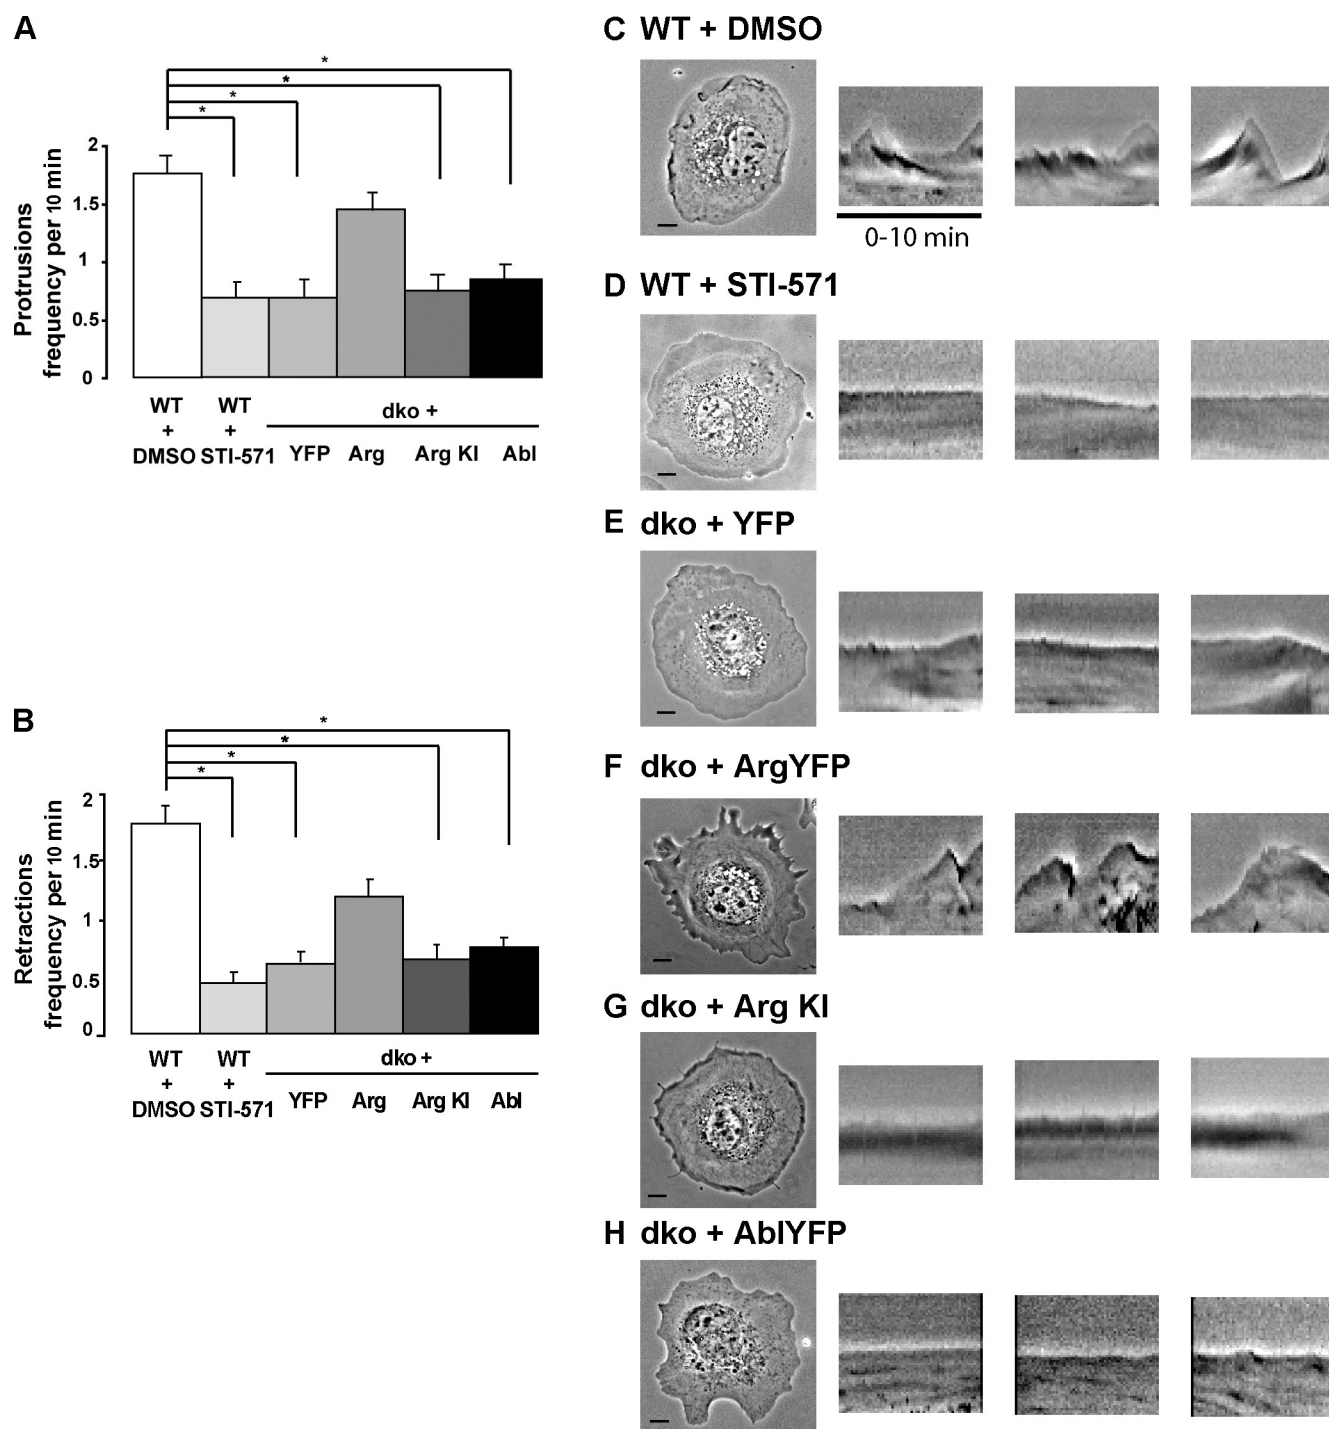 A
*
*
*
*
Protrusions
frequency per 10 min
2
1.5
1
0.5
0
WT + DMSO
WT + STI-571
dko +
YFP Arg Arg KI Abl
B
*
*
*
*
Retractions
frequency per 10 min
2
1.5
1
0.5
0
WT + DMSO
WT + STI-571
dko +
YFP Arg Arg KI Abl
C WT + DMSO
0-10 min
D WT + STI-571
E dko + YFP
F dko + ArgYFP
G dko + Arg KI
H dko + AblYFP